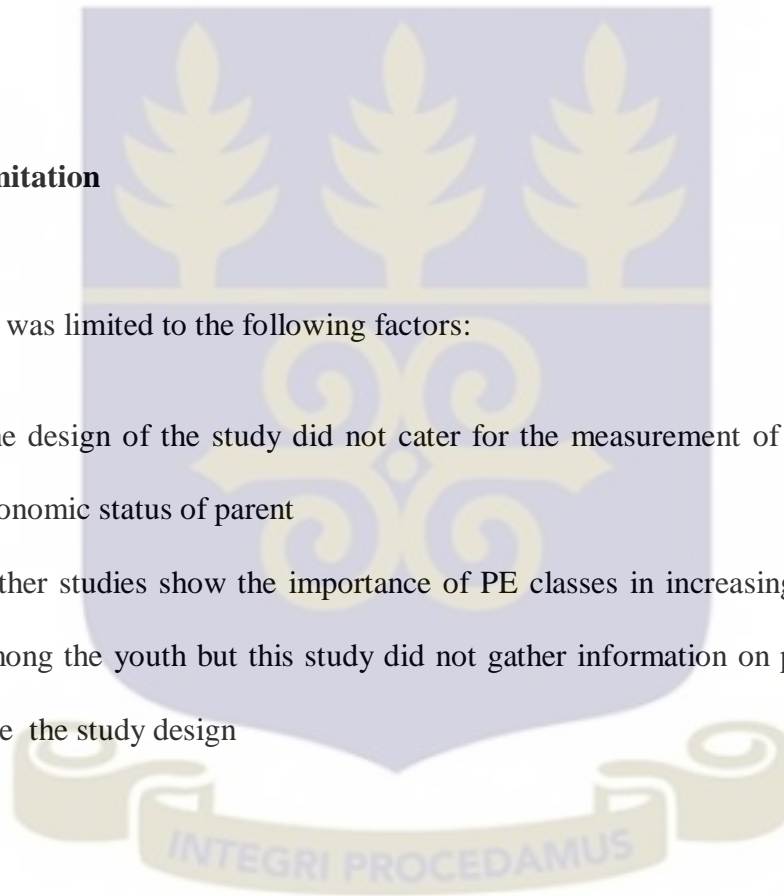 mitation
was limited to the following factors:
ne design of the study did not cater for the measurement of
onomic status of parent
ther studies show the importance of PE classes in increasing
mong the youth but this study did not gather information on p
e the study design
INTEGRI PROCEDAMUS